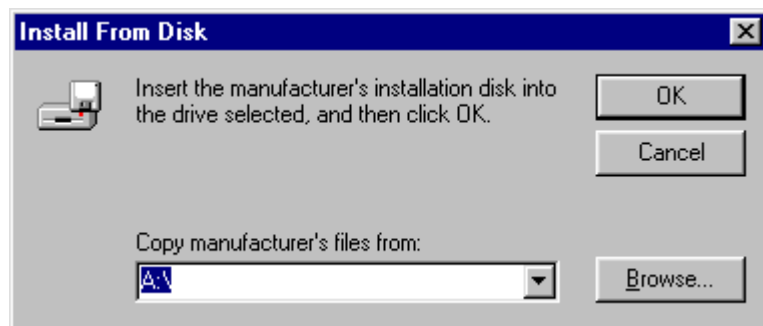 Install From Disk
Insert the manufacturer's installation disk into
the drive selected, and then click OK.
OK
Cancel
Copy manufacturer's files from:
A:\
Browse...